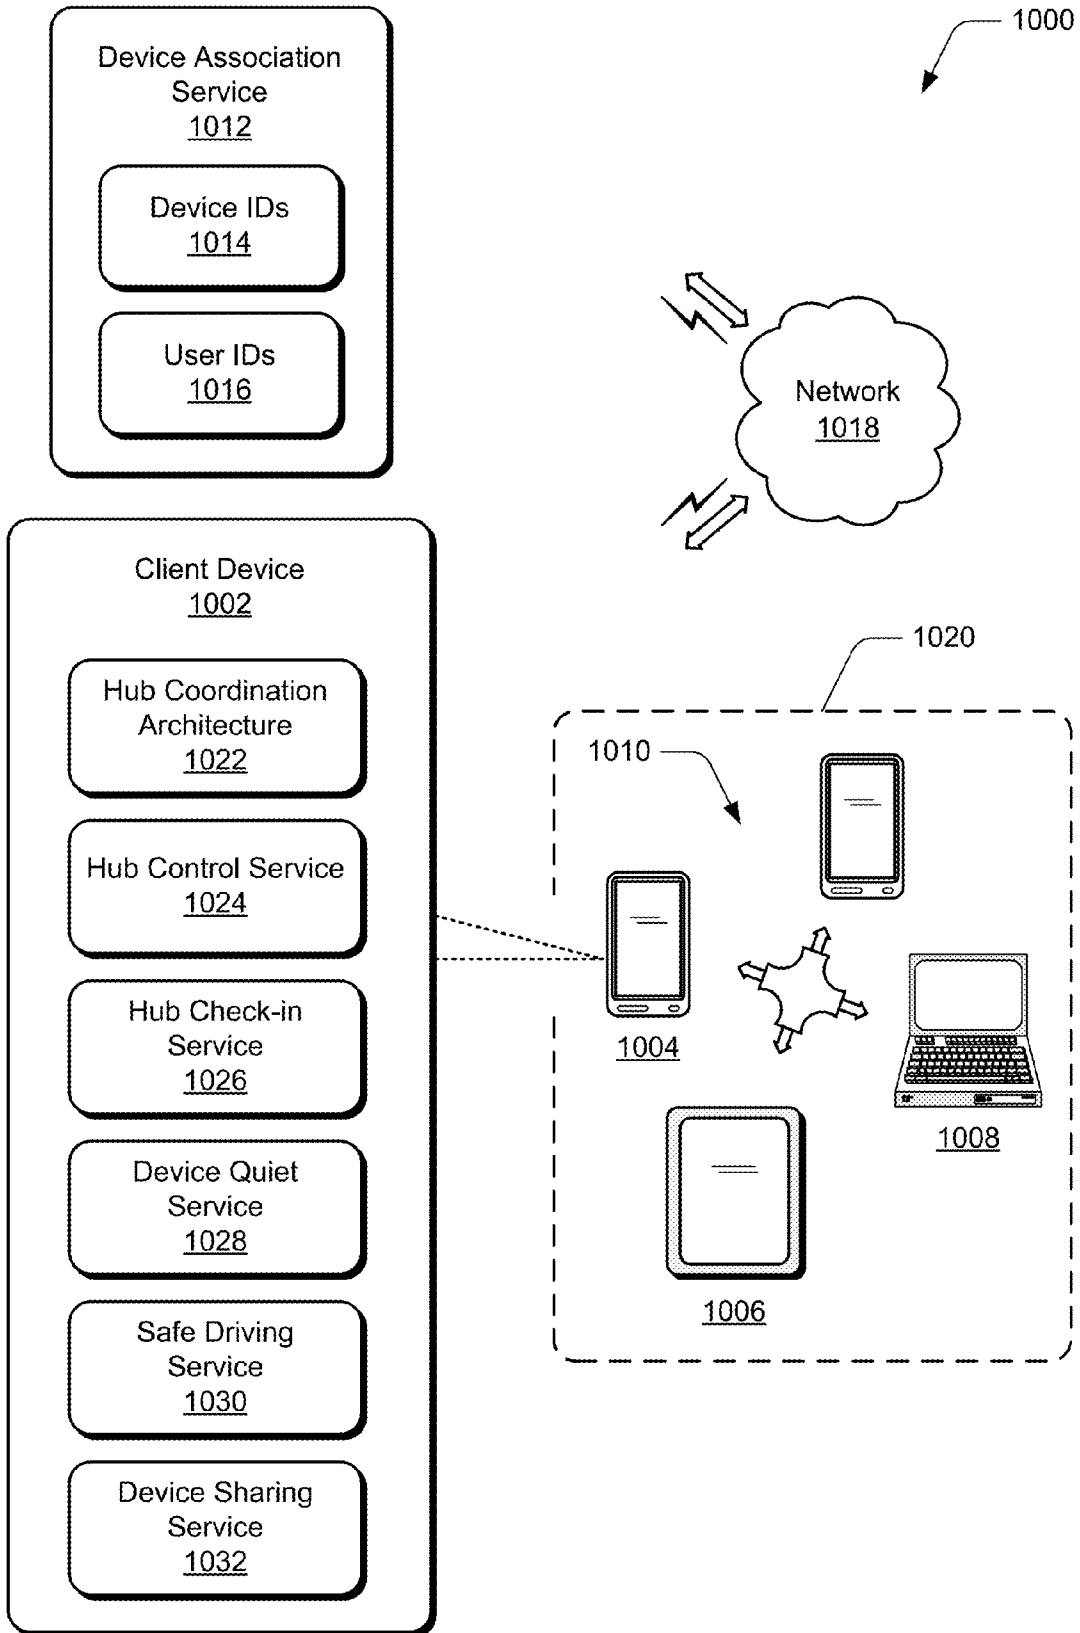 1000
Device Association
Service
1012
Device IDs
1014
User IDs
1016
Network
1018
Client Device
1002
Hub Coordination
Architecture
1022
Hub Control Service
1024
Hub Check-in
Service
1026
Device Quiet
Service
1028
Safe Driving
Service
1030
Device Sharing
Service
1032
1020
1010
1004
1008
1006